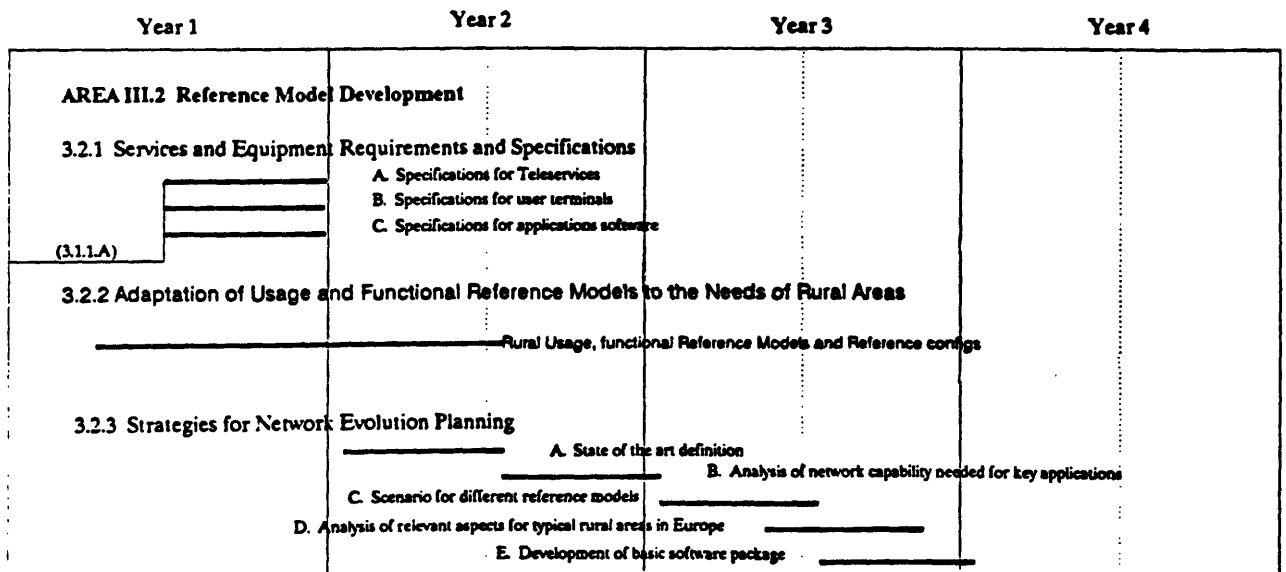 Year 1 Year 2 Year 3 Year 4
AREA III.2 Reference Model Development
3.2.1 Services and Equipment Requirements and Specifications
A. Specifications for Teleservices
B. Specifications for user terminals
C. Specifications for applications software
(3.1.1.A)
3.2.2 Adaptation of Usage and Functional Reference Models to the Needs of Rural Areas
Rural Usage, functional Reference Models and Reference configs
3.2.3 Strategies for Network Evolution Planning
A. State of the art definition
B. Analysis of network capability needed for key applications
C. Scenario for different reference models
D. Analysis of relevant aspects for typical rural areas in Europe
E. Development of basic software package